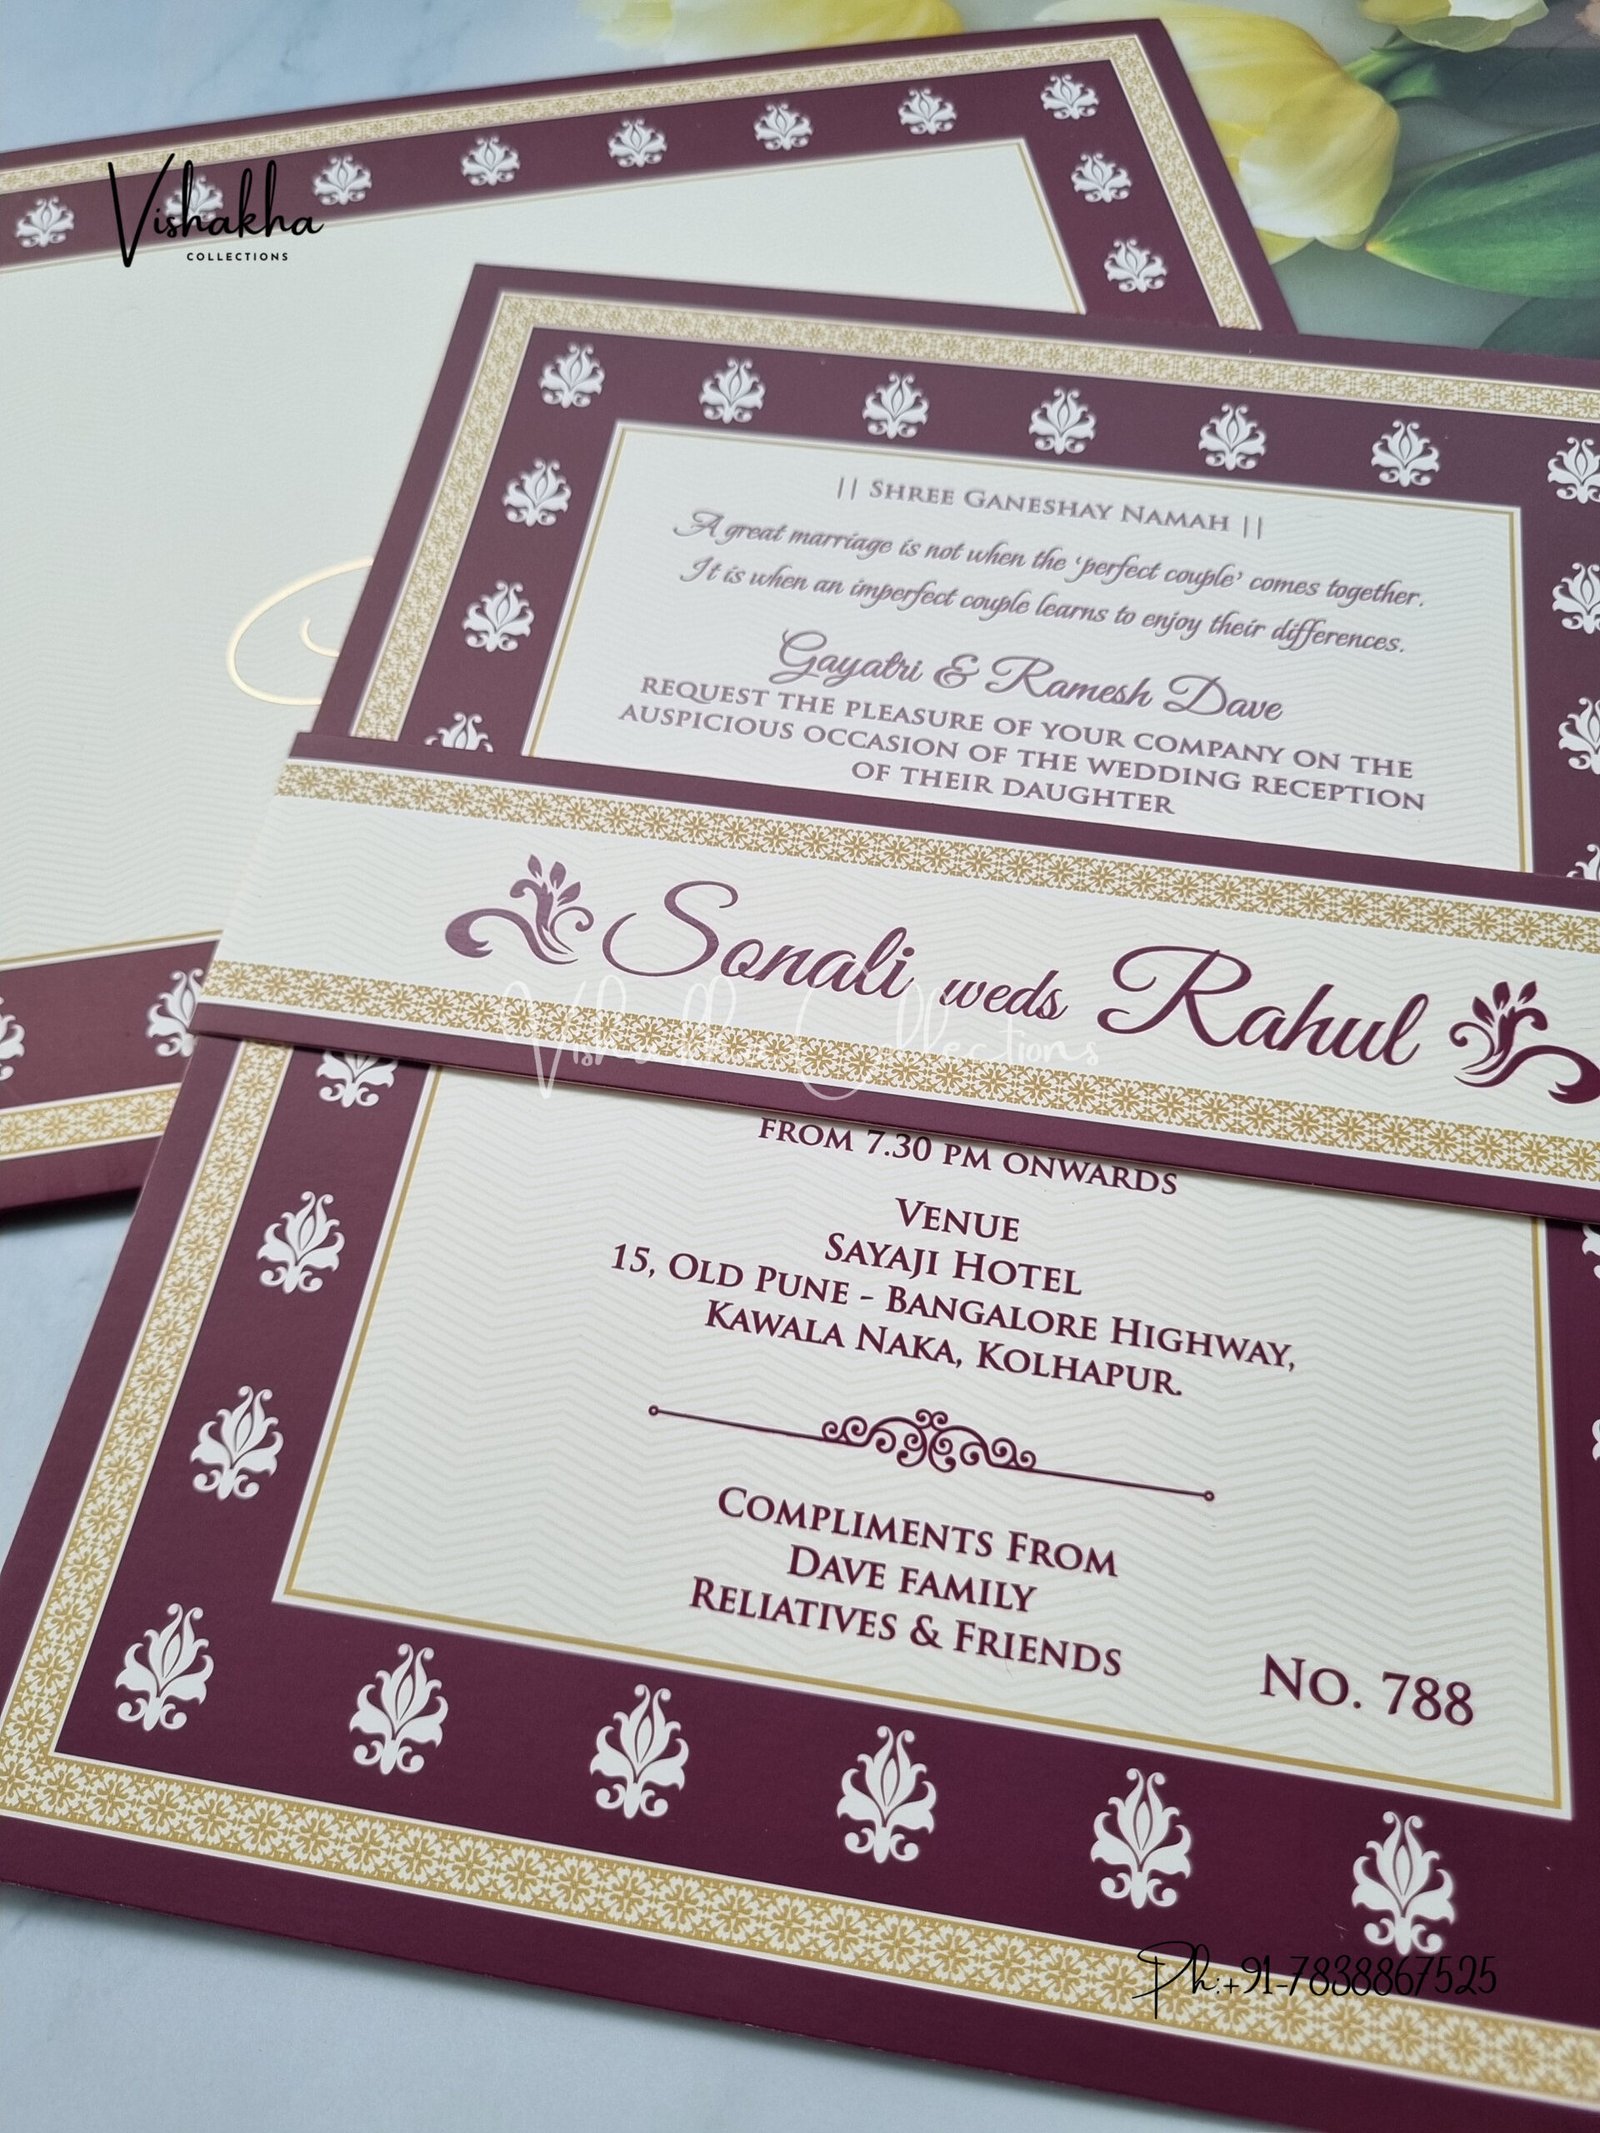 Vishakha
COLLECTIONS
|| Shree Ganeshay Namah ||
A great marriage is not when the ‘perfect couple’ comes together.
It is when an imperfect couple learns to enjoy their differences.
Gayatri & Ramesh Dave
REQUEST THE PLEASURE OF YOUR COMPANY ON THE
AUSPICIOUS OCCASION OF THE WEDDING RECEPTION
OF THEIR DAUGHTER
Sonali weds Rahul
Vishakha Collections
FROM 7.30 PM ONWARDS
Venue
Sayaji Hotel
15, Old Pune - Bangalore Highway,
Kawala Naka, Kolhapur.
Compliments From
Dave family
Reliatives & Friends
No. 788
Ph:+91-7838867525